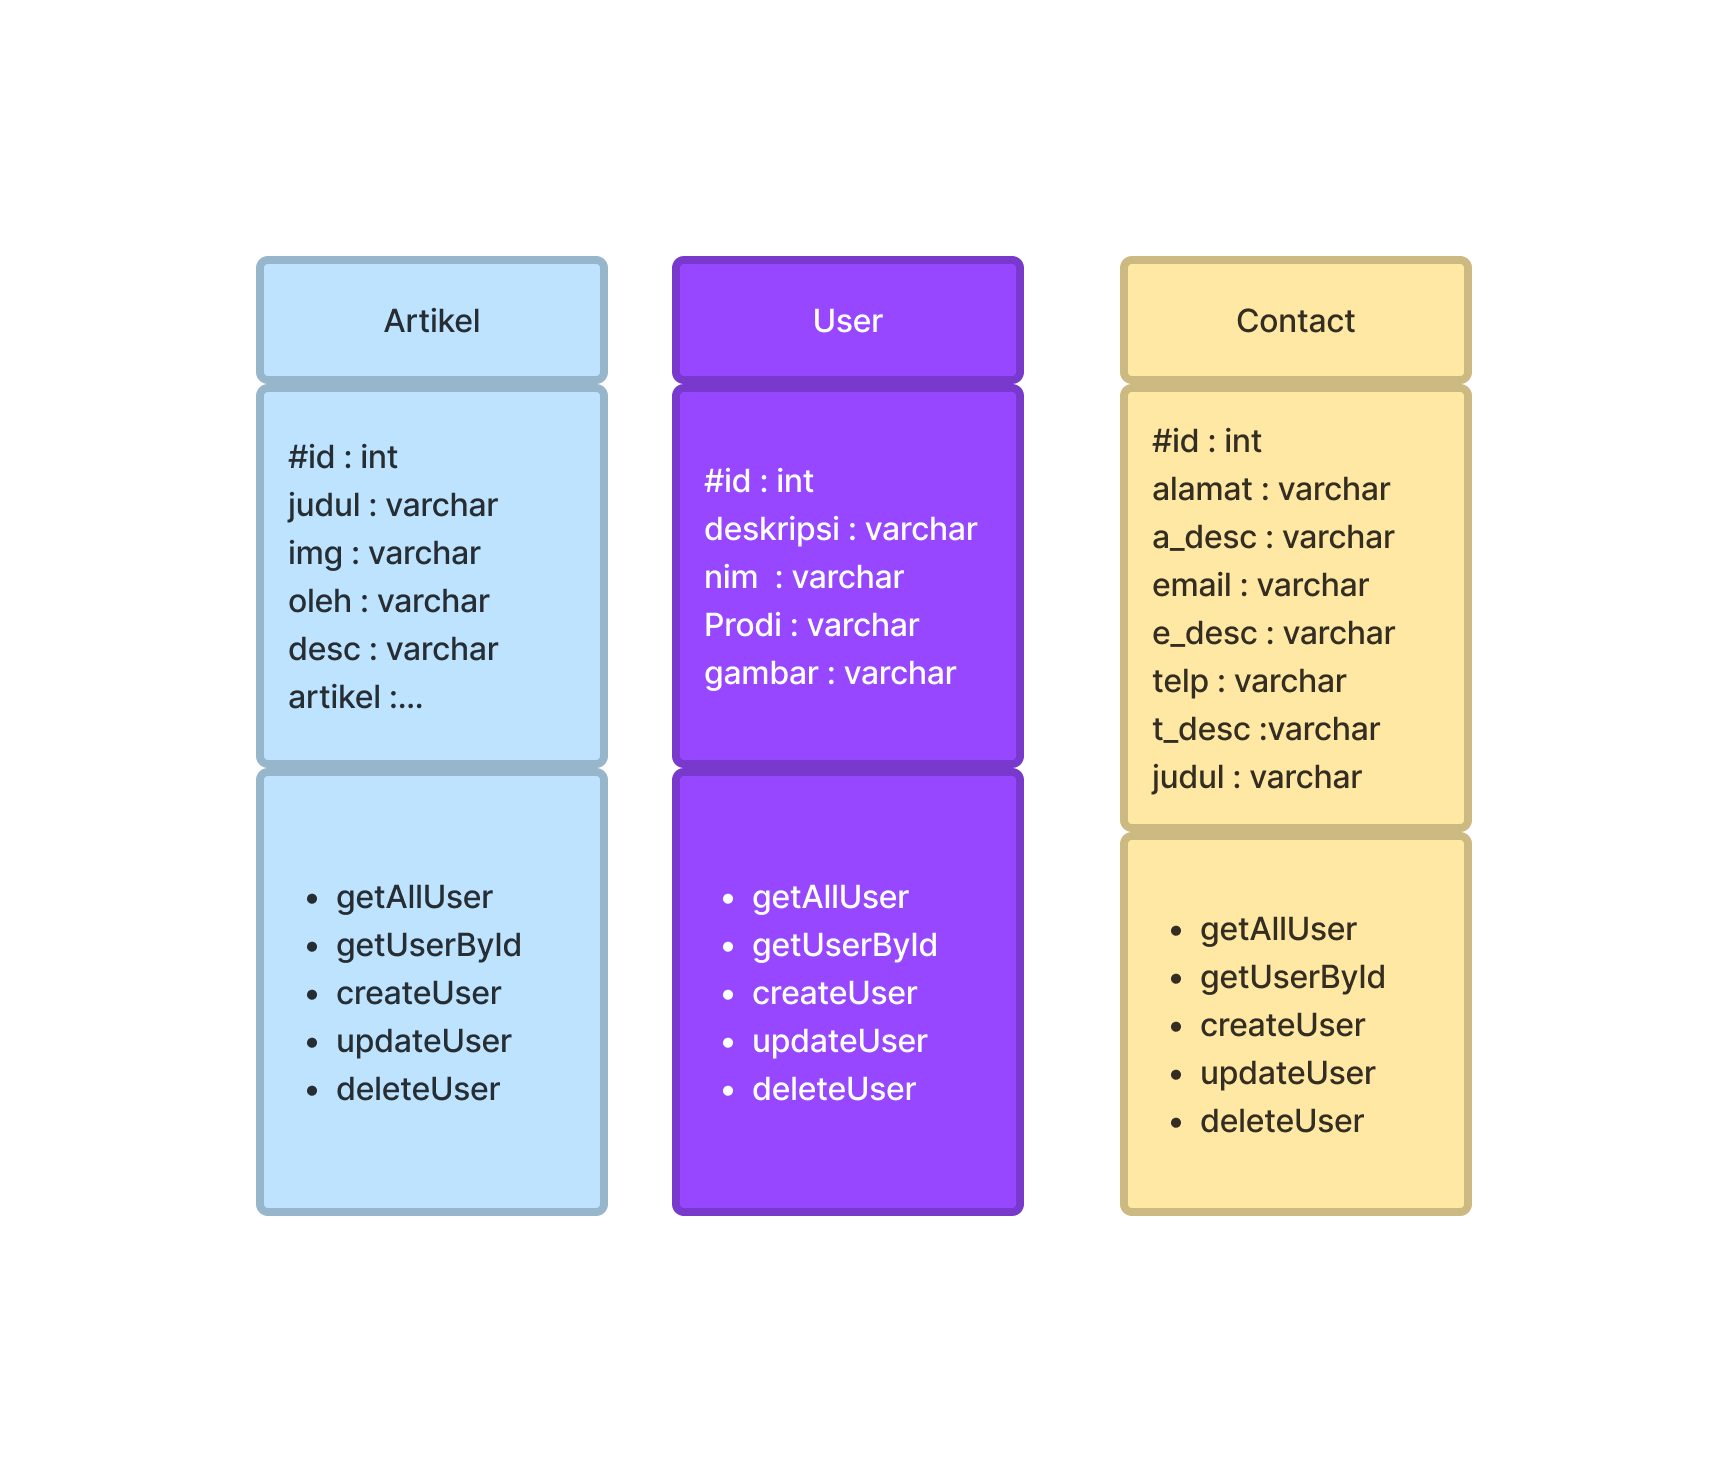 Artikel
#id : int
judul : varchar
img : varchar
oleh : varchar
desc : varchar
artikel :...
• getAllUser
• getUserById
• createUser
• updateUser
• deleteUser
User
#id : int
deskripsi : varchar
nim  : varchar
Prodi : varchar
gambar : varchar
• getAllUser
• getUserById
• createUser
• updateUser
• deleteUser
Contact
#id : int
alamat : varchar
a_desc : varchar
email : varchar
e_desc : varchar
telp : varchar
t_desc :varchar
judul : varchar
• getAllUser
• getUserById
• createUser
• updateUser
• deleteUser